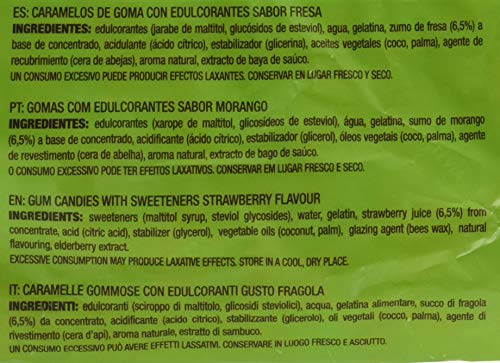 ES: CARAMELOS DE GOMA CON EDULCORANTES SABOR FRESA
INGREDIENTES: edulcorantes (jarabe de maltitol, glucósidos de esteviol), agua, gelatina, zumo de fresa (6,5%) a
base de concentrado, acidulante (ácido cítrico), estabilizador (glicerina), aceites vegetales (coco, palma), agente de
recubrimiento (cera de abejas), aroma natural, extracto de baya de saúco.
UN CONSUMO EXCESIVO PUEDE PRODUCIR EFECTOS LAXANTES. CONSERVAR EN LUGAR FRESCO Y SECO.
PT: GOMAS COM EDULCORANTES SABOR MORANGO
INGREDIENTES: edulcorantes (xarope de maltitol, glicosídeos de esteviol), água, gelatina, sumo de morango
(6,5%) a base de concentrado, acidificante (ácido cítrico), estabilizador (glicerol), óleos vegetais (coco, palma), agente
de revestimento (cera de abelha), aroma natural, extrato de bago de saúco.
O CONSUMO EXCESSIVO PODE TER EFEITOS LAXATIVOS. CONSERVAR EM LUGAR FRESCO E SECO.
EN: GUM CANDIES WITH SWEETENERS STRAWBERRY FLAVOUR
INGREDIENTS: sweeteners (maltitol syrup, steviol glycosides), water, gelatin, strawberry juice (6,5%) from
concentrate, acid (citric acid), stabilizer (glycerol), vegetable oils (coconut, palm), glazing agent (bees wax), natural
flavouring, elderberry extract.
EXCESSIVE CONSUMPTION MAY PRODUCE LAXATIVE EFFECTS. STORE IN A COOL, DRY PLACE.
IT: CARAMELLE GOMMOSE CON EDULCORANTI GUSTO FRAGOLA
INGREDIENTI: edulcoranti (sciroppo di maltitolo, glicosidi steviolici), acqua, gelatina alimentare, succo di fragola
(6,5%) da concentrato, acidificante (acido citrico), stabilizzante (glicerolo), oli vegetali (cocco, palma), agente di
rivestimento (cera d'api), aroma naturale, estratto di sambuco.
UN CONSUMO ECCESSIVO PUÓ AVERE EFFETTI LASSATIVI. CONSERVARE IN LUOGO FRESCO E ASCIUTTO.